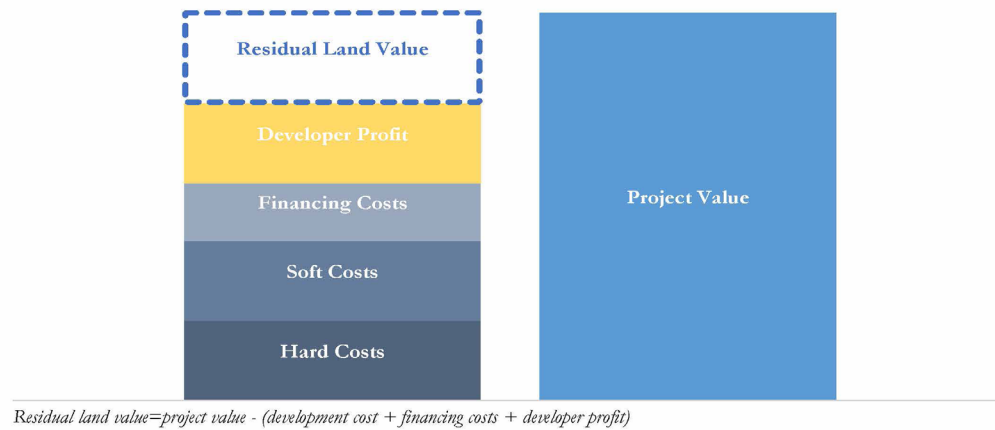 Residual Land Value
Developer Profit
Financing Costs
Soft Costs
Hard Costs
Project Value
Residual land value=project value - (development cost + financing costs + developer profit)